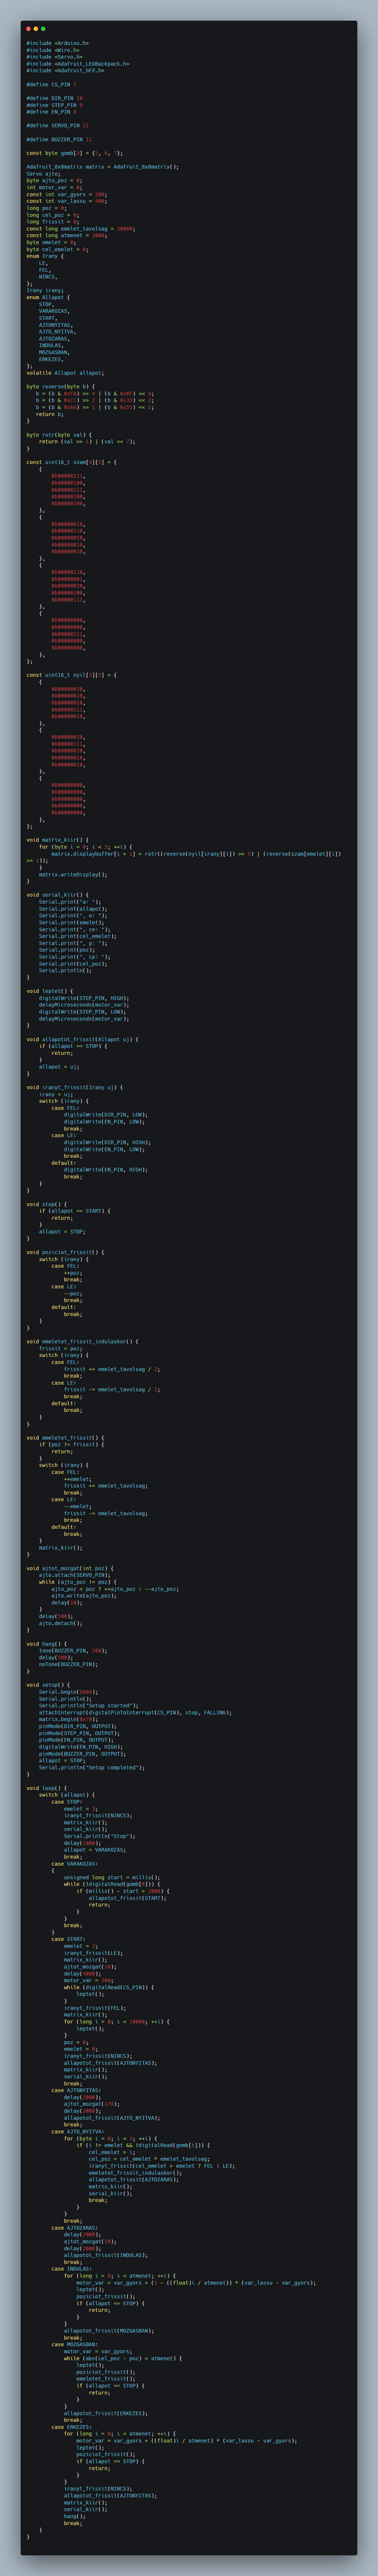 #include <Arduino.h>
#include <Wire.h>
#include <Servo.h>
#include <Adafruit_LEDBackpack.h>
#include <Adafruit_GFX.h>
#define CS_PIN 2
#define DIR_PIN 10
#define STEP_PIN 9
#define EN_PIN 8
#define SERVO_PIN 11
#define BUZZER_PIN 12
const byte gomb[3] = {5, 6, 7};
Adafruit_8x8matrix matrix = Adafruit_8x8matrix();
Servo ajto;
byte ajto_poz = 0;
int motor_var = 0;
const int var_gyors = 200;
const int var_lassu = 400;
long poz = 0;
long cel_poz = 0;
long frissit = 0;
const long emelet_tavolsag = 30000;
const long atmenet = 3000;
byte emelet = 0;
byte cel_emelet = 0;
enum Irany {
LE,
FEL,
NINCS,
};
Irany irany;
enum Allapot {
STOP,
VARAKOZAS,
START,
AJTONYITAS,
AJTO_NYITVA,
AJTOZARAS,
INDULAS,
MOZGASBAN,
ERKEZES,
};
volatile Allapot allapot;
byte reverse(byte b) {
b = (b & 0xF0) >> 4 | (b & 0x0F) << 4;
b = (b & 0xCC) >> 2 | (b & 0x33) << 2;
b = (b & 0xAA) >> 1 | (b & 0x55) << 1;
return b;
}
byte rotr(byte val) {
return (val >> 1) | (val << 7);
}
const uint16_t szam[4][5] = {
{
0b00000111,
0b00000100,
0b00000111,
0b00000100,
0b00000100,
},
{
0b00000010,
0b00000110,
0b00000010,
0b00000010,
0b00000010,
},
{
0b00000110,
0b00000001,
0b00000010,
0b00000100,
0b00000111,
},
{
0b00000000,
0b00000000,
0b00000111,
0b00000000,
0b00000000,
},
};
const uint16_t nyil[3][5] = {
{
0b00000010,
0b00000010,
0b00000010,
0b00000111,
0b00000010,
},
{
0b00000010,
0b00000111,
0b00000010,
0b00000010,
0b00000010,
},
{
0b00000000,
0b00000000,
0b00000000,
0b00000000,
0b00000000,
},
};
void matrix_kiir() {
for (byte i = 0; i < 5; ++i) {
matrix.displaybuffer[i + 1] = rotr((reverse(nyil[irany][i]) >> 5) | (reverse(szam[emelet][i])
>> 1));
}
matrix.writeDisplay();
}
void serial_kiir() {
Serial.print("a: ");
Serial.print(allapot);
Serial.print(", e: ");
Serial.print(emelet);
Serial.print(", ce: ");
Serial.print(cel_emelet);
Serial.print(", p: ");
Serial.print(poz);
Serial.print(", cp: ");
Serial.print(cel_poz);
Serial.println();
}
void leptet() {
digitalWrite(STEP_PIN, HIGH);
delayMicroseconds(motor_var);
digitalWrite(STEP_PIN, LOW);
delayMicroseconds(motor_var);
}
void allapotot_frissit(Allapot uj) {
if (allapot == STOP) {
return;
}
allapot = uj;
}
void iranyt_frissit(Irany uj) {
irany = uj;
switch (irany) {
case FEL:
digitalWrite(DIR_PIN, LOW);
digitalWrite(EN_PIN, LOW);
break;
case LE:
digitalWrite(DIR_PIN, HIGH);
digitalWrite(EN_PIN, LOW);
break;
default:
digitalWrite(EN_PIN, HIGH);
break;
}
}
void stop() {
if (allapot == START) {
return;
}
allapot = STOP;
}
void poziciot_frissit() {
switch (irany) {
case FEL:
++poz;
break;
case LE:
--poz;
break;
default:
break;
}
}
void emeletet_frissit_indulaskor() {
frissit = poz;
switch (irany) {
case FEL:
frissit += emelet_tavolsag / 2;
break;
case LE:
frissit -= emelet_tavolsag / 2;
break;
default:
break;
}
}
void emeletet_frissit() {
if (poz != frissit) {
return;
}
switch (irany) {
case FEL:
++emelet;
frissit += emelet_tavolsag;
break;
case LE:
--emelet;
frissit -= emelet_tavolsag;
break;
default:
break;
}
matrix_kiir();
}
void ajtot_mozgat(int poz) {
ajto.attach(SERVO_PIN);
while (ajto_poz != poz) {
ajto_poz < poz ? ++ajto_poz : --ajto_poz;
ajto.write(ajto_poz);
delay(10);
}
delay(500);
ajto.detach();
}
void hang() {
tone(BUZZER_PIN, 200);
delay(500);
noTone(BUZZER_PIN);
}
void setup() {
Serial.begin(9600);
Serial.println();
Serial.println("Setup started");
attachInterrupt(digitalPinToInterrupt(CS_PIN), stop, FALLING);
matrix.begin(0x70);
pinMode(DIR_PIN, OUTPUT);
pinMode(STEP_PIN, OUTPUT);
pinMode(EN_PIN, OUTPUT);
digitalWrite(EN_PIN, HIGH);
pinMode(BUZZER_PIN, OUTPUT);
allapot = STOP;
Serial.println("Setup completed");
}
void loop() {
switch (allapot) {
case STOP:
emelet = 3;
iranyt_frissit(NINCS);
matrix_kiir();
serial_kiir();
Serial.println("Stop");
delay(1000);
allapot = VARAKOZAS;
break;
case VARAKOZAS:
{
unsigned long start = millis();
while (!digitalRead(gomb[0])) {
if (millis() - start > 2000) {
allapotot_frissit(START);
return;
}
}
break;
}
case START:
emelet = 3;
iranyt_frissit(LE);
matrix_kiir();
ajtot_mozgat(10);
delay(4000);
motor_var = 300;
while (digitalRead(CS_PIN)) {
leptet();
}
iranyt_frissit(FEL);
matrix_kiir();
for (long i = 0; i < 10000; ++i) {
leptet();
}
poz = 0;
emelet = 0;
iranyt_frissit(NINCS);
allapotot_frissit(AJTONYITAS);
matrix_kiir();
serial_kiir();
break;
case AJTONYITAS:
delay(2000);
ajtot_mozgat(170);
delay(2000);
allapotot_frissit(AJTO_NYITVA);
break;
case AJTO_NYITVA:
for (byte i = 0; i < 3; ++i) {
if (i != emelet && !digitalRead(gomb[i])) {
cel_emelet = i;
cel_poz = cel_emelet * emelet_tavolsag;
iranyt_frissit(cel_emelet > emelet ? FEL : LE);
emeletet_frissit_indulaskor();
allapotot_frissit(AJTOZARAS);
matrix_kiir();
serial_kiir();
break;
}
}
break;
case AJTOZARAS:
delay(2000);
ajtot_mozgat(10);
delay(2000);
allapotot_frissit(INDULAS);
break;
case INDULAS:
for (long i = 0; i < atmenet; ++i) {
motor_var = var_gyors + (1 - ((float)i / atmenet)) * (var_lassu - var_gyors);
leptet();
poziciot_frissit();
if (allapot == STOP) {
return;
}
}
allapotot_frissit(MOZGASBAN);
break;
case MOZGASBAN:
motor_var = var_gyors;
while (abs(cel_poz - poz) > atmenet) {
leptet();
poziciot_frissit();
emeletet_frissit();
if (allapot == STOP) {
return;
}
}
allapotot_frissit(ERKEZES);
break;
case ERKEZES:
for (long i = 0; i < atmenet; ++i) {
motor_var = var_gyors + ((float)i / atmenet) * (var_lassu - var_gyors);
leptet();
poziciot_frissit();
if (allapot == STOP) {
return;
}
}
iranyt_frissit(NINCS);
allapotot_frissit(AJTONYITAS);
matrix_kiir();
serial_kiir();
hang();
break;
}
}